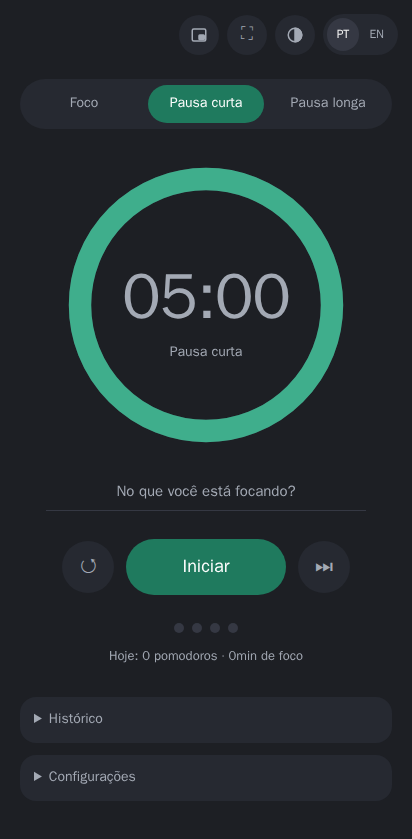 PT EN
Foco Pausa curta Pausa longa
05:00
Pausa curta
No que você está focando?
Iniciar
Hoje: 0 pomodoros · 0min de foco
Histórico
Configurações